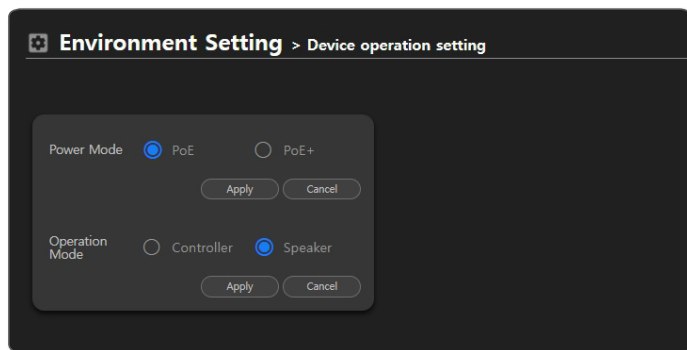 Environment Setting > Device operation setting
Power Mode PoE PoE+
Apply Cancel
Operation
Mode Controller Speaker
Apply Cancel